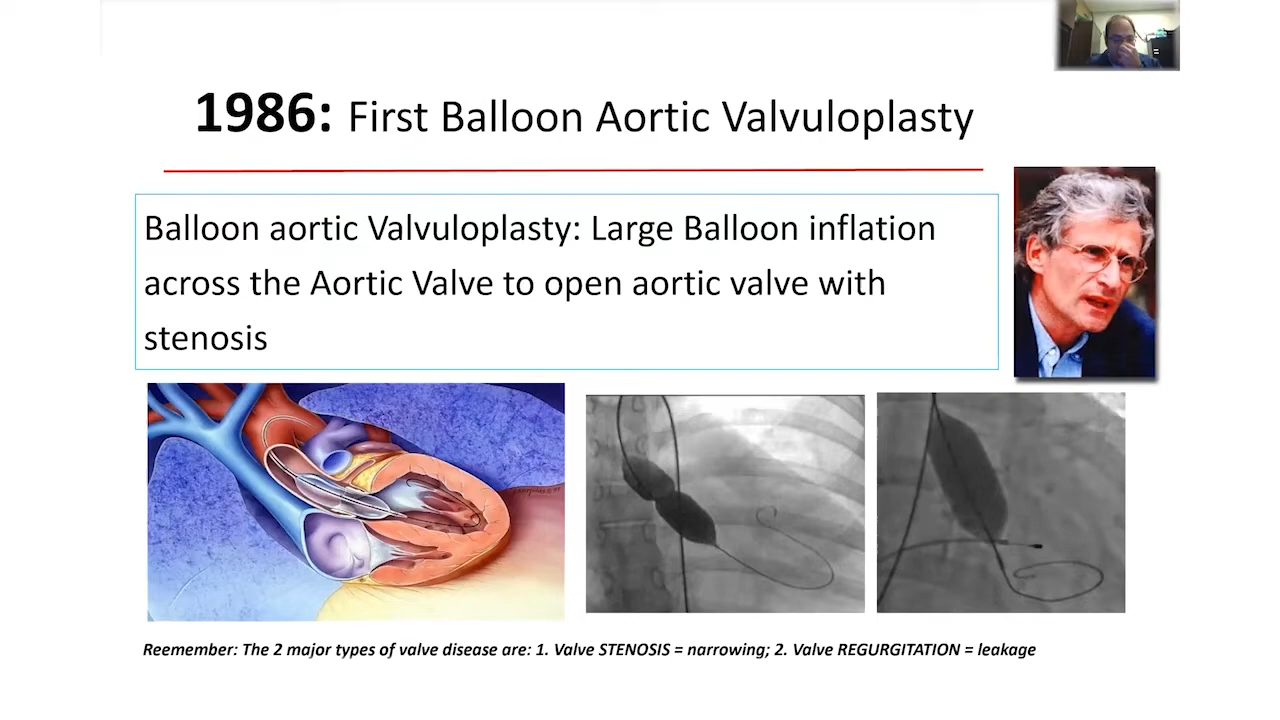 1986: First Balloon Aortic Valvuloplasty
Balloon aortic Valvuloplasty: Large Balloon inflation
across the Aortic Valve to open aortic valve with
stenosis
Reemember: The 2 major types of valve disease are: 1. Valve STENOSIS = narrowing; 2. Valve REGURGITATION = leakage